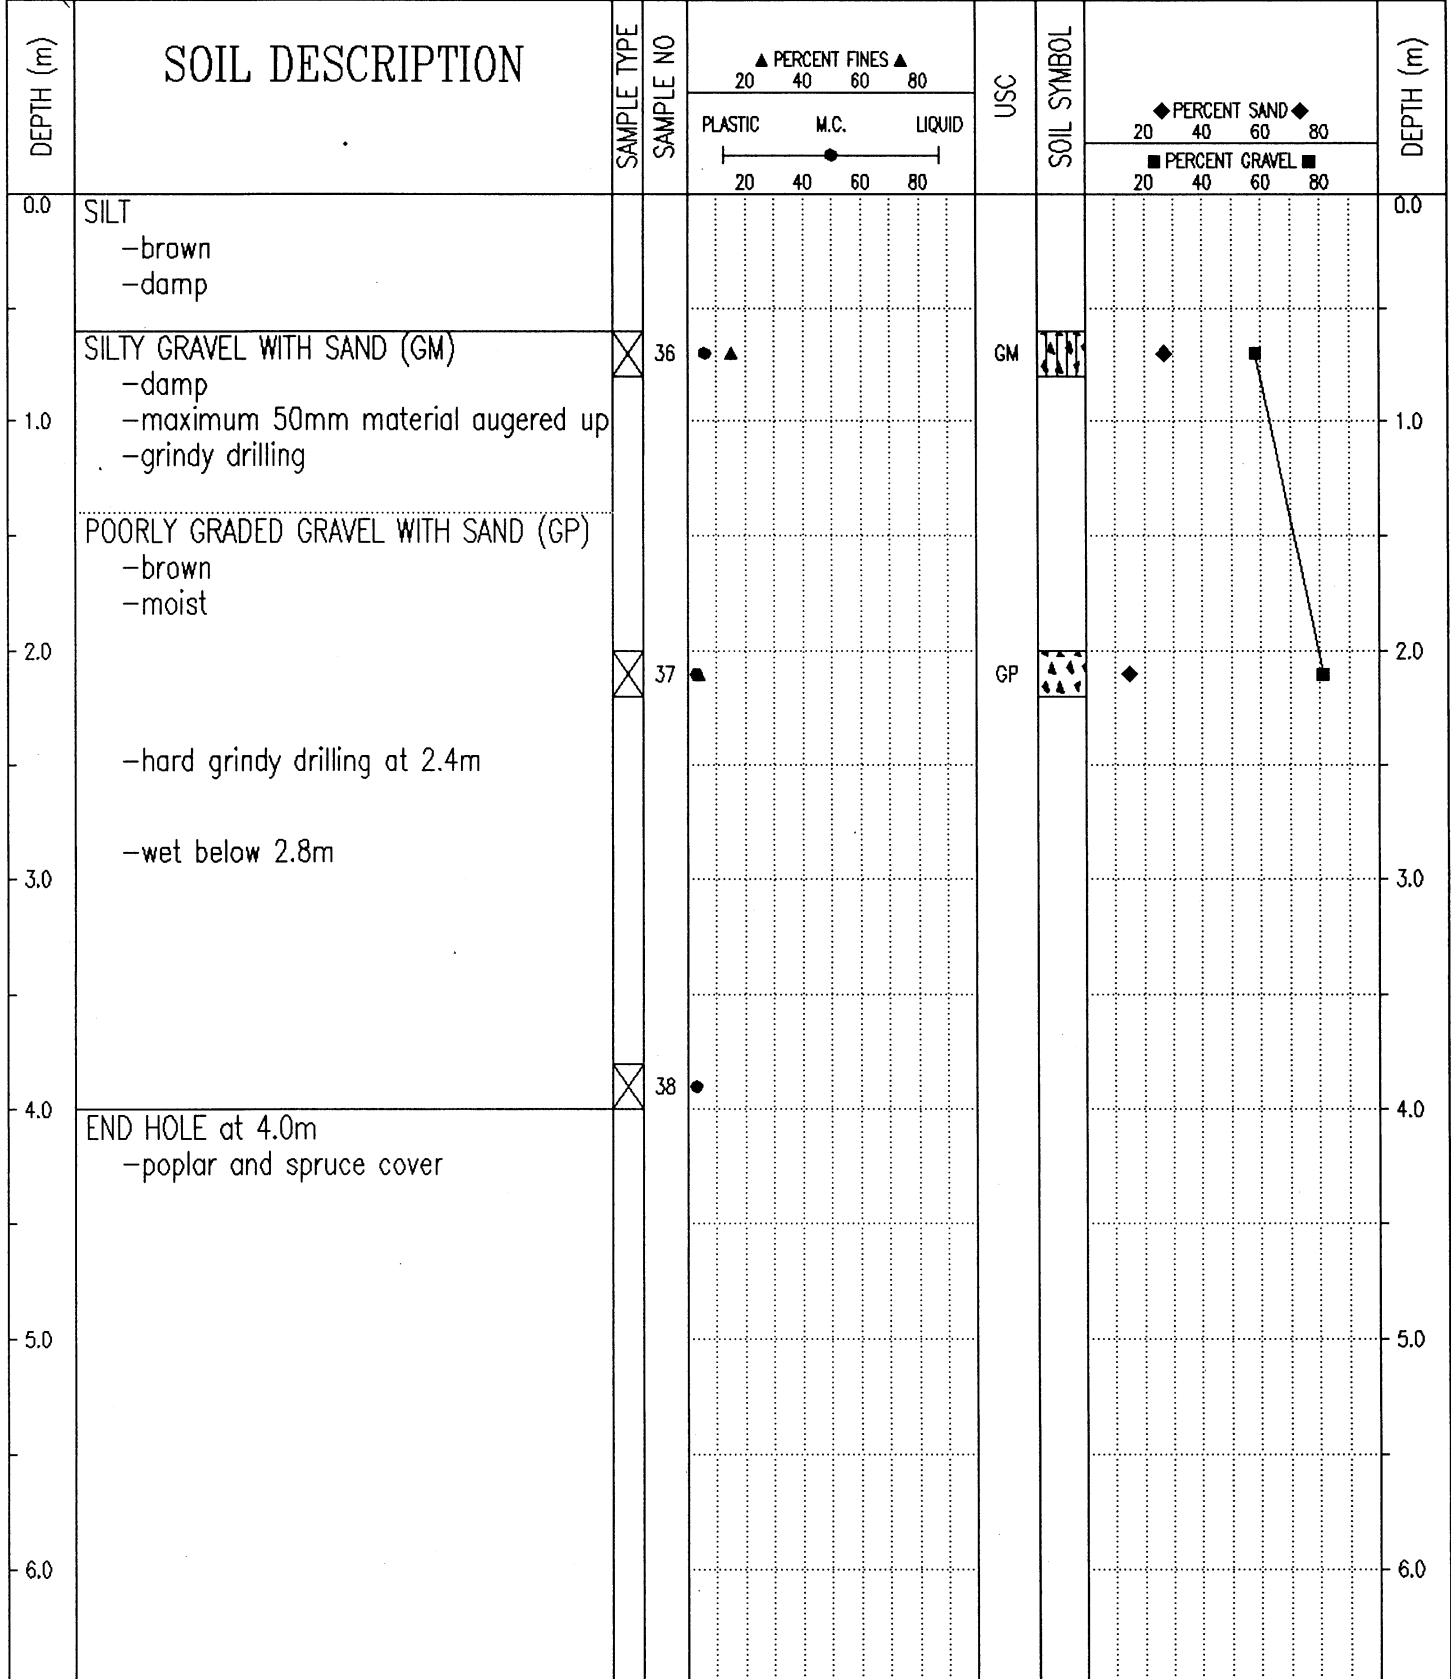 DEPTH (m)
SOIL DESCRIPTION
SAMPLE TYPE
SAMPLE NO
▲ PERCENT FINES ▲
20 40 60 80
PLASTIC M.C. LIQUID
20 40 60 80
USC
SOIL SYMBOL
◆ PERCENT SAND ◆
20 40 60 80
■ PERCENT GRAVEL ■
20 40 60 80
DEPTH (m)
0.0
SILT
-brown
-damp
0.0
SILTY GRAVEL WITH SAND (GM)
36
GM
-damp
1.0
-maximum 50mm material augered up
1.0
-grindy drilling
POORLY GRADED GRAVEL WITH SAND (GP)
-brown
-moist
2.0
2.0
37
GP
-hard grindy drilling at 2.4m
-wet below 2.8m
3.0
3.0
38
4.0
4.0
END HOLE at 4.0m
-poplar and spruce cover
5.0
5.0
6.0
6.0